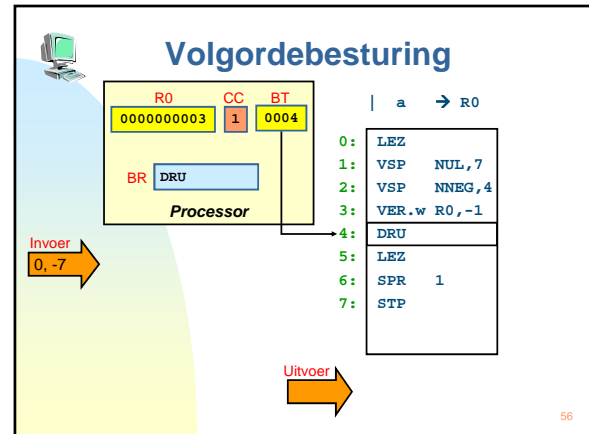 Volgordebesturing
R0 CC BT
0000000003 1 0004
BR DRU
Processor
| a → R0
0: LEZ
1: VSP NUL,7
2: VSP NNEG,4
3: VER.w R0,-1
4: DRU
5: LEZ
6: SPR 1
7: STP
Invoer
0, -7
Uitvoer
56